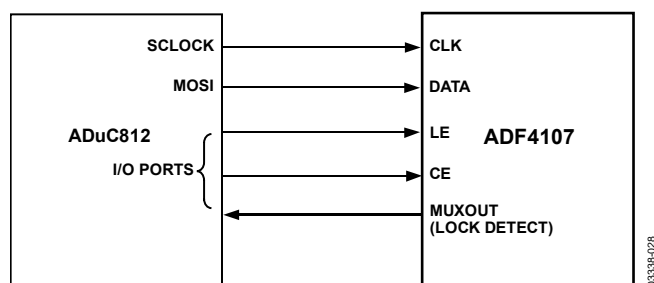 SCLOCK
MOSI
ADuC812
I/O PORTS
CLK
DATA
LE
ADF4107
CE
MUXOUT
(LOCK DETECT)
03338-028